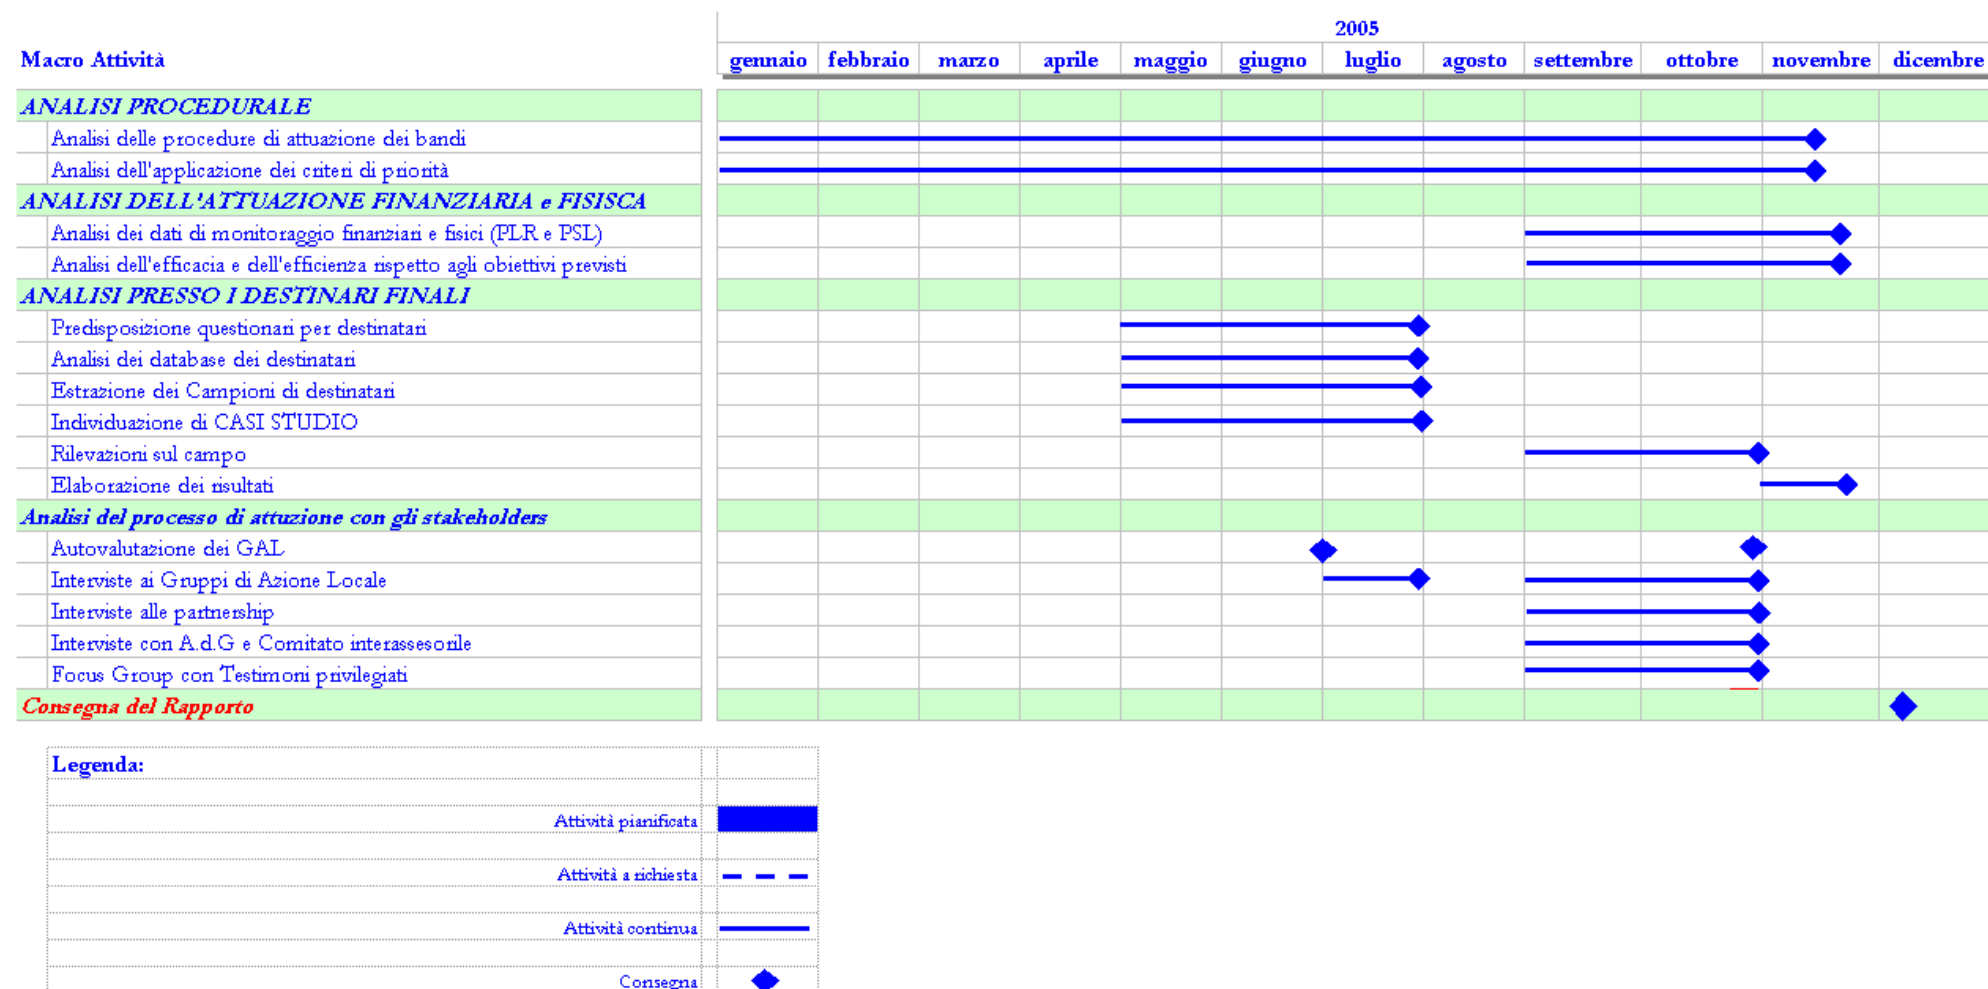 2005
Macro Attività gennaio febbraio marzo aprile maggio giugno luglio agosto settembre ottobre novembre dicembre
ANALISI PROCEDURALE
Analisi delle procedure di attuazione dei bandi
Analisi dell'applicazione dei criteri di priorità
ANALISI DELL'ATTUAZIONE FINANZIARIA e FISISCA
Analisi dei dati di monitoraggio finanziari e fisici (PLR e PSL)
Analisi dell'efficacia e dell'efficienza rispetto agli obiettivi previsti
ANALISI PRESSO I DESTINARI FINALI
Predisposizione questionari per destinatari
Analisi dei database dei destinatari
Estrazione dei Campioni di destinatari
Individuazione di CASI STUDIO
Rilevazioni sul campo
Elaborazione dei risultati
Analisi del processo di attuzione con gli stakeholders
Autovalutazione dei GAL
Interviste ai Gruppi di Azione Locale
Interviste alle partnership
Interviste con A.d.G e Comitato interassesorile
Focus Group con Testimoni privilegiati
Consegna del Rapporto
Legenda:
Attività pianificata
Attività a richiesta
Attività continua
Consegna